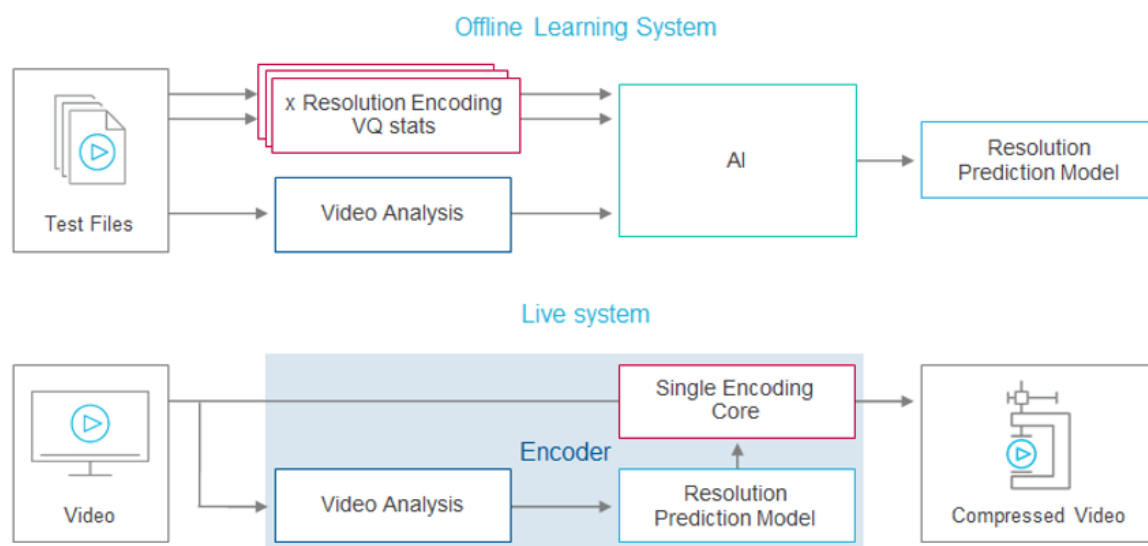 Offline Learning System
x Resolution Encoding
VQ stats
AI
Resolution
Prediction Model
Test Files
Video Analysis
Live system
Single Encoding
Core
Encoder
Video
Video Analysis
Resolution
Prediction Model
Compressed Video